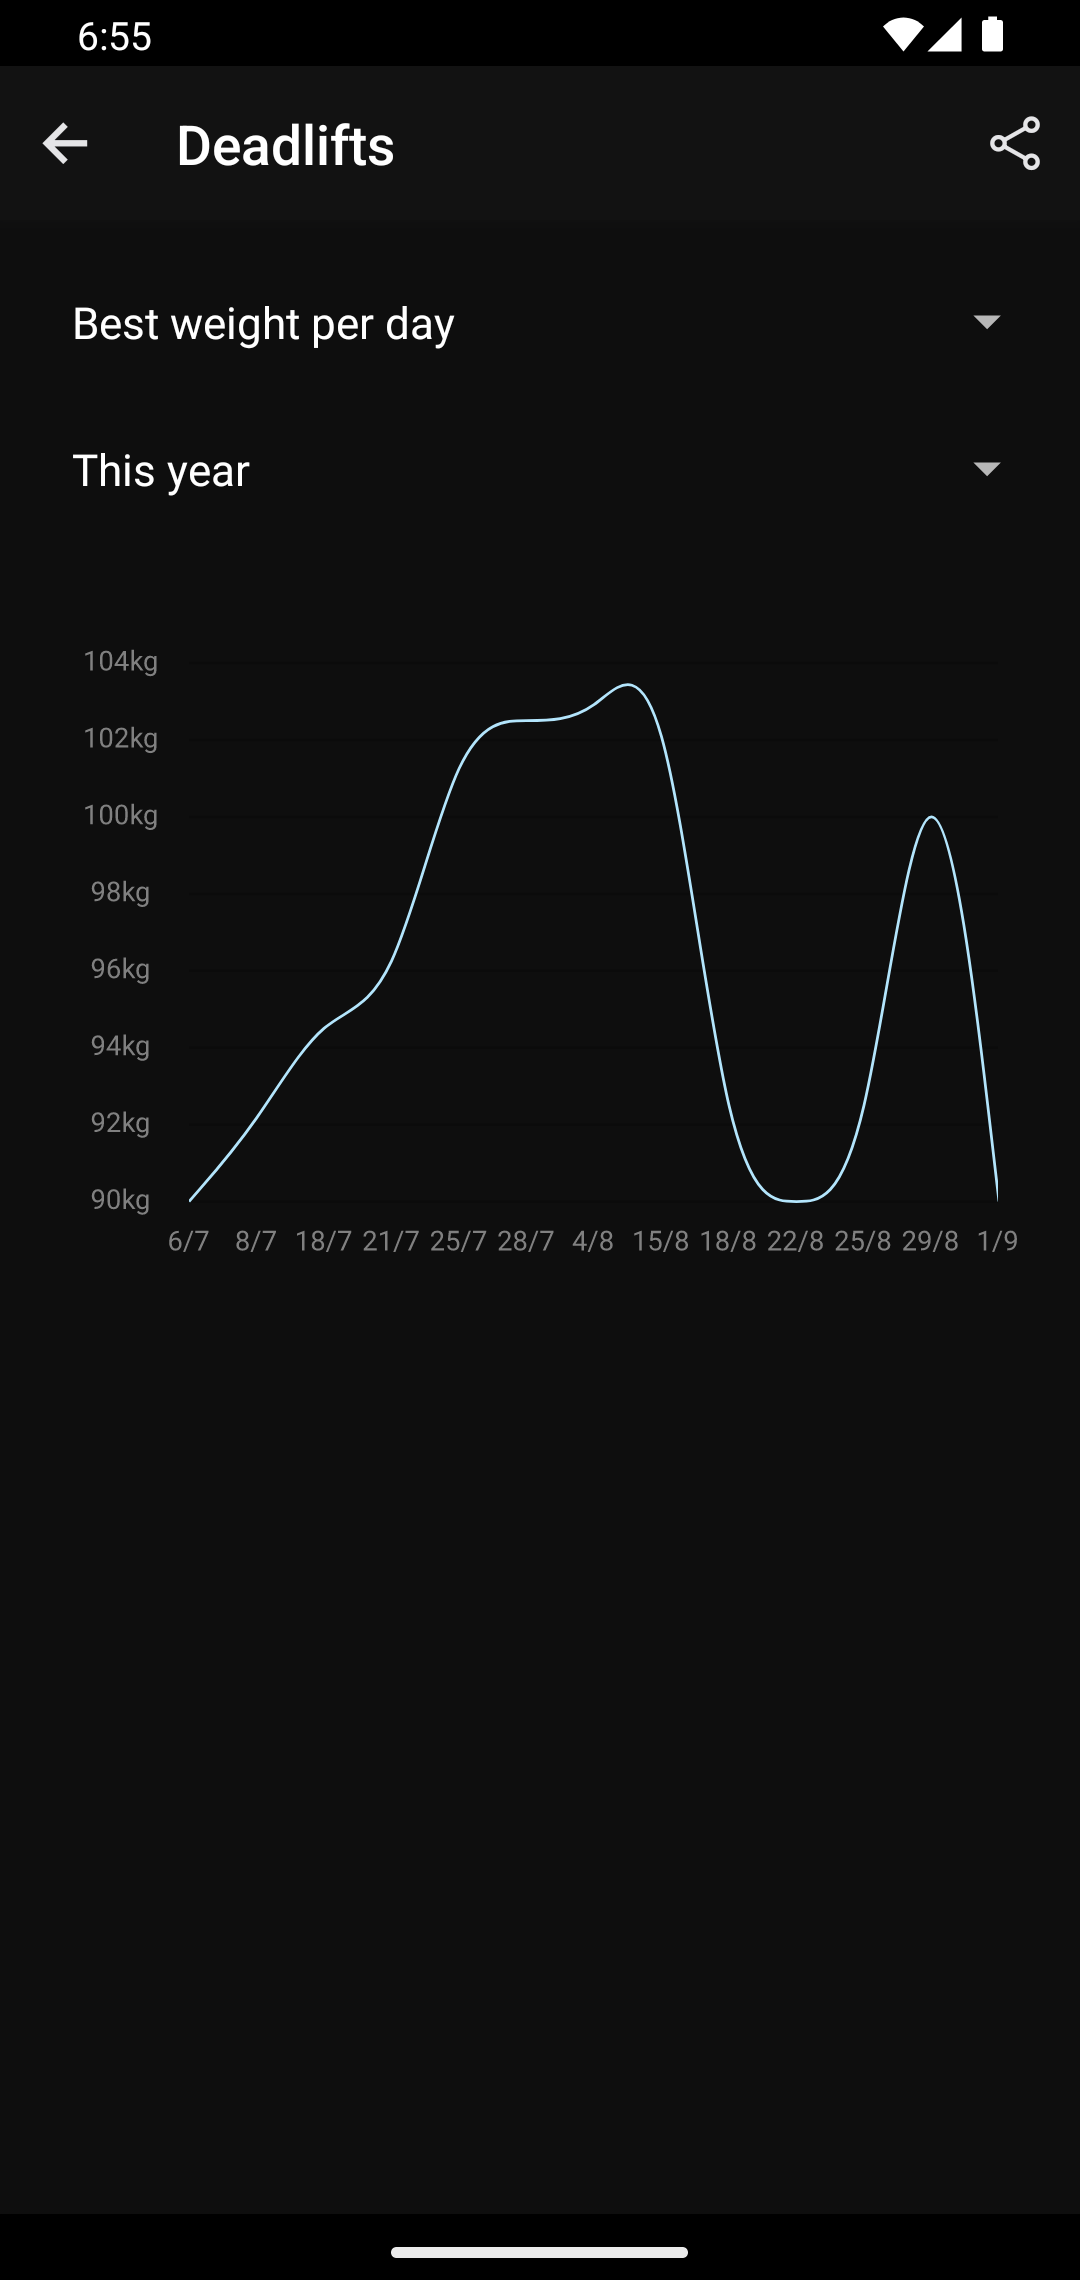 6:55
Deadlifts
Best weight per day
This year
104kg
102kg
100kg
98kg
96kg
94kg
92kg
90kg
6/7 8/7 18/7 21/7 25/7 28/7 4/8 15/8 18/8 22/8 25/8 29/8 1/9